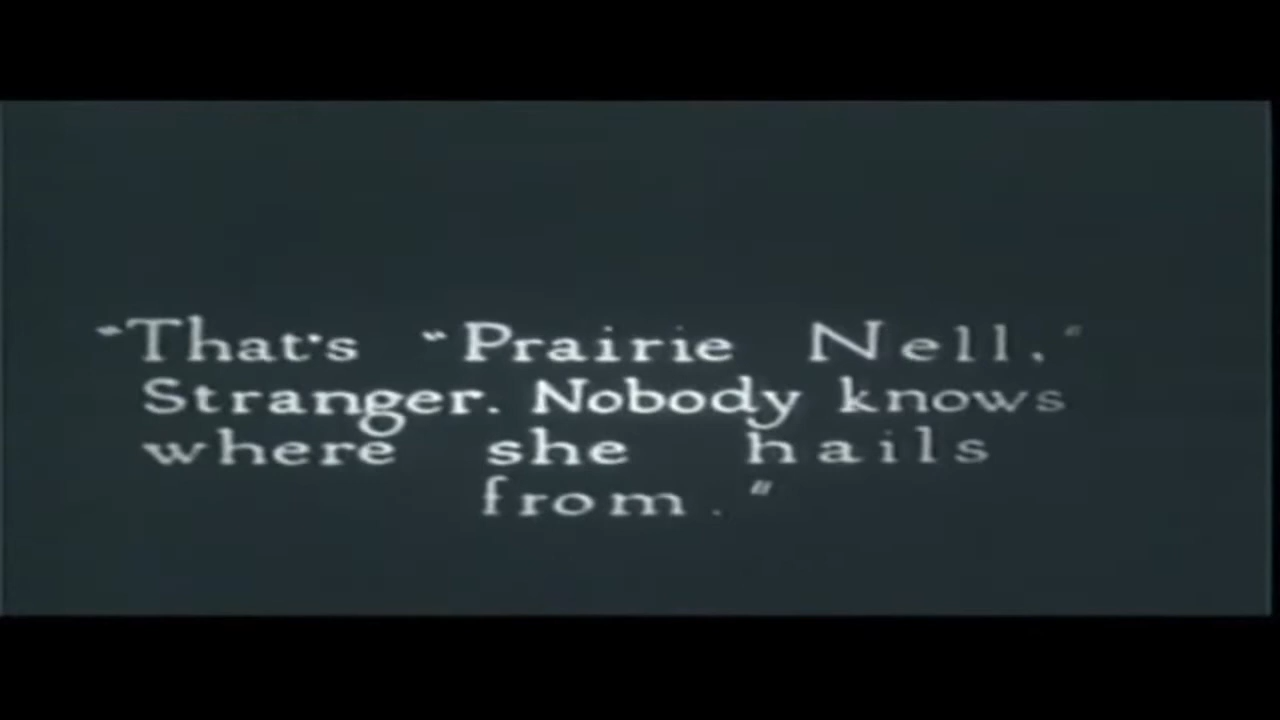 "That's "Prairie Nell,"
Stranger. Nobody knows
where she hails
from."